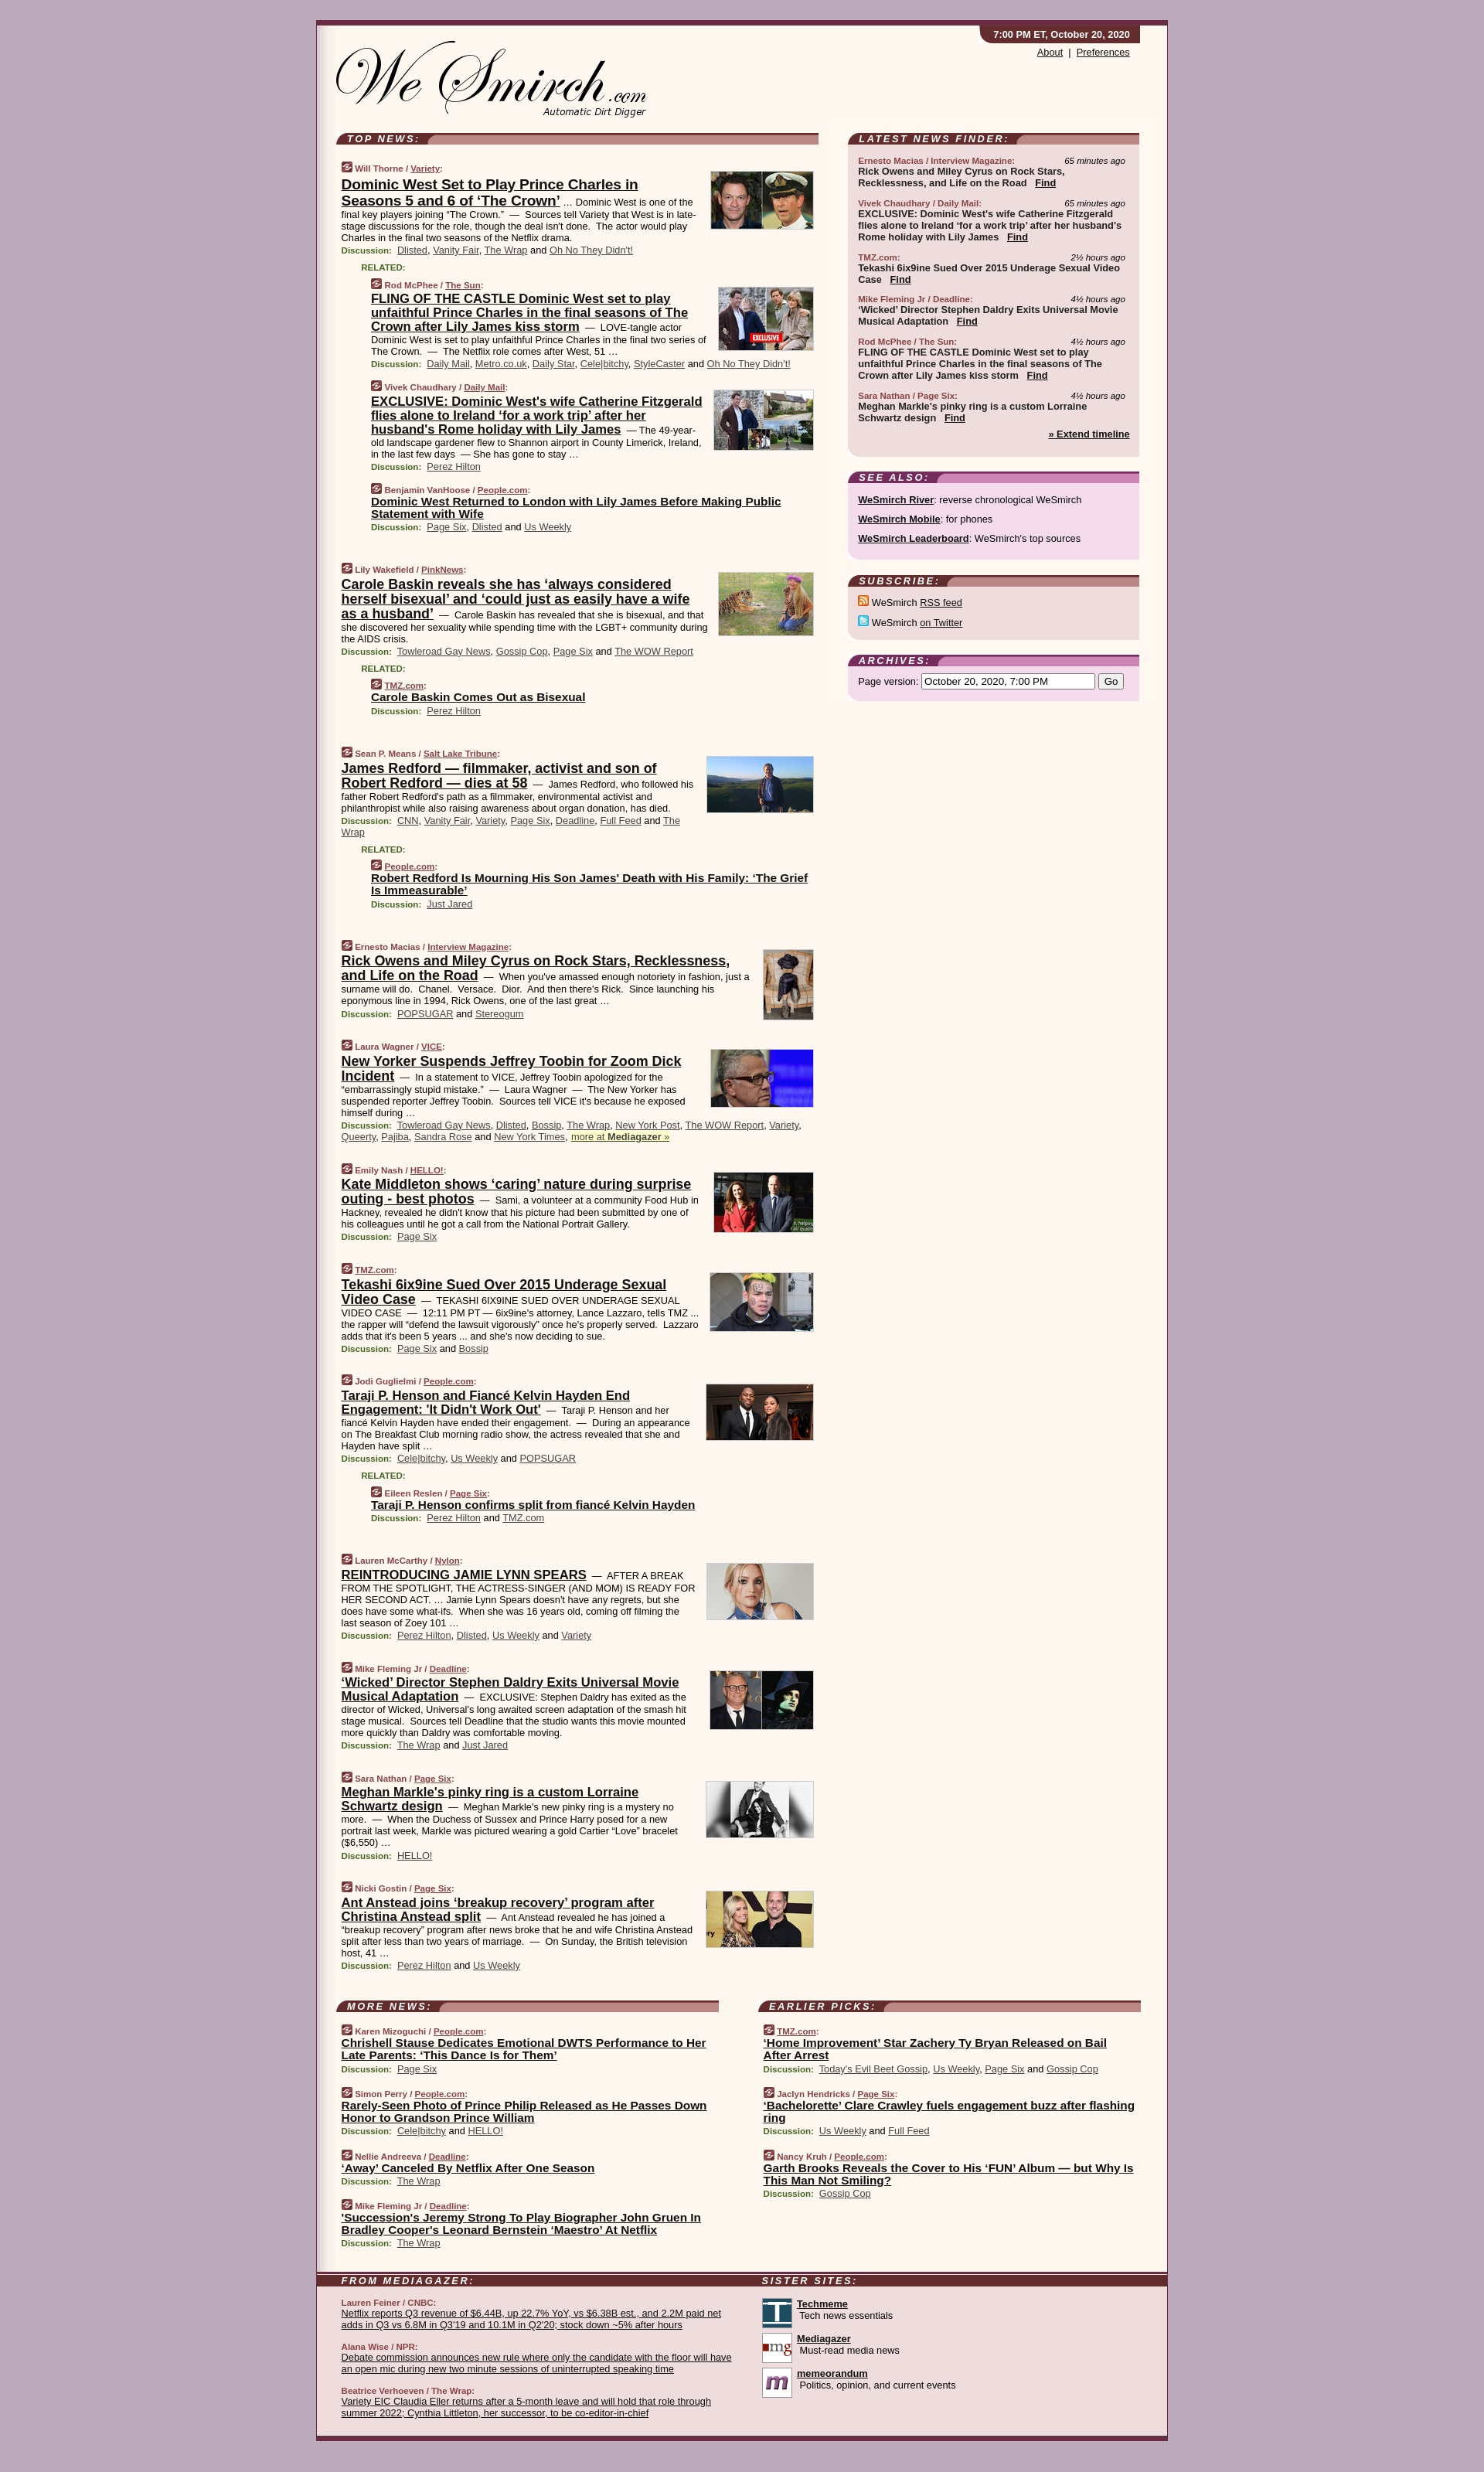 7:00 PM ET, October 20, 2020
About | Preferences
We Smirch.com
Automatic Dirt Digger
TOP NEWS:
Will Thorne / Variety:
Dominic West Set to Play Prince Charles in
Seasons 5 and 6 of ‘The Crown’ … Dominic West is one of the
final key players joining “The Crown.” — Sources tell Variety that West is in late-
stage discussions for the role, though the deal isn't done. The actor would play
Charles in the final two seasons of the Netflix drama.
Discussion: Dlisted, Vanity Fair, The Wrap and Oh No They Didn't!
RELATED:
Rod McPhee / The Sun:
FLING OF THE CASTLE Dominic West set to play
unfaithful Prince Charles in the final seasons of The
Crown after Lily James kiss storm — LOVE-tangle actor
Dominic West is set to play unfaithful Prince Charles in the final two series of
The Crown. — The Netflix role comes after West, 51 …
EXCLUSIVE
Discussion: Daily Mail, Metro.co.uk, Daily Star, Cele|bitchy, StyleCaster and Oh No They Didn't!
Vivek Chaudhary / Daily Mail:
EXCLUSIVE: Dominic West's wife Catherine Fitzgerald
flies alone to Ireland ‘for a work trip’ after her
husband's Rome holiday with Lily James — The 49-year-
old landscape gardener flew to Shannon airport in County Limerick, Ireland,
in the last few days — She has gone to stay …
Discussion: Perez Hilton
Benjamin VanHoose / People.com:
Dominic West Returned to London with Lily James Before Making Public
Statement with Wife
Discussion: Page Six, Dlisted and Us Weekly
Lily Wakefield / PinkNews:
Carole Baskin reveals she has ‘always considered
herself bisexual’ and ‘could just as easily have a wife
as a husband’ — Carole Baskin has revealed that she is bisexual, and that
she discovered her sexuality while spending time with the LGBT+ community during
the AIDS crisis.
Discussion: Towleroad Gay News, Gossip Cop, Page Six and The WOW Report
RELATED:
TMZ.com:
Carole Baskin Comes Out as Bisexual
Discussion: Perez Hilton
Sean P. Means / Salt Lake Tribune:
James Redford — filmmaker, activist and son of
Robert Redford — dies at 58 — James Redford, who followed his
father Robert Redford's path as a filmmaker, environmental activist and
philanthropist while also raising awareness about organ donation, has died.
Discussion: CNN, Vanity Fair, Variety, Page Six, Deadline, Full Feed and The
Wrap
RELATED:
People.com:
Robert Redford Is Mourning His Son James' Death with His Family: ‘The Grief
Is Immeasurable’
Discussion: Just Jared
Ernesto Macias / Interview Magazine:
Rick Owens and Miley Cyrus on Rock Stars, Recklessness,
and Life on the Road — When you've amassed enough notoriety in fashion, just a
surname will do. Chanel. Versace. Dior. And then there's Rick. Since launching his
eponymous line in 1994, Rick Owens, one of the last great …
Discussion: POPSUGAR and Stereogum
Laura Wagner / VICE:
New Yorker Suspends Jeffrey Toobin for Zoom Dick
Incident — In a statement to VICE, Jeffrey Toobin apologized for the
“embarrassingly stupid mistake.” — Laura Wagner — The New Yorker has
suspended reporter Jeffrey Toobin. Sources tell VICE it's because he exposed
himself during …
Discussion: Towleroad Gay News, Dlisted, Bossip, The Wrap, New York Post, The WOW Report, Variety,
Queerty, Pajiba, Sandra Rose and New York Times, more at Mediagazer »
Emily Nash / HELLO!:
Kate Middleton shows ‘caring’ nature during surprise
outing - best photos — Sami, a volunteer at a community Food Hub in
Hackney, revealed he didn't know that his picture had been submitted by one of
his colleagues until he got a call from the National Portrait Gallery.
Discussion: Page Six
TMZ.com:
Tekashi 6ix9ine Sued Over 2015 Underage Sexual
Video Case — TEKASHI 6IX9INE SUED OVER UNDERAGE SEXUAL
VIDEO CASE — 12:11 PM PT — 6ix9ine's attorney, Lance Lazzaro, tells TMZ ...
the rapper will “defend the lawsuit vigorously” once he's properly served. Lazzaro
adds that it's been 5 years ... and she's now deciding to sue.
Discussion: Page Six and Bossip
Jodi Guglielmi / People.com:
Taraji P. Henson and Fiancé Kelvin Hayden End
Engagement: 'It Didn't Work Out' — Taraji P. Henson and her
fiancé Kelvin Hayden have ended their engagement. — During an appearance
on The Breakfast Club morning radio show, the actress revealed that she and
Hayden have split …
Discussion: Cele|bitchy, Us Weekly and POPSUGAR
RELATED:
Eileen Reslen / Page Six:
Taraji P. Henson confirms split from fiancé Kelvin Hayden
Discussion: Perez Hilton and TMZ.com
Lauren McCarthy / Nylon:
REINTRODUCING JAMIE LYNN SPEARS — AFTER A BREAK
FROM THE SPOTLIGHT, THE ACTRESS-SINGER (AND MOM) IS READY FOR
HER SECOND ACT. … Jamie Lynn Spears doesn't have any regrets, but she
does have some what-ifs. When she was 16 years old, coming off filming the
last season of Zoey 101 …
Discussion: Perez Hilton, Dlisted, Us Weekly and Variety
Mike Fleming Jr / Deadline:
‘Wicked’ Director Stephen Daldry Exits Universal Movie
Musical Adaptation — EXCLUSIVE: Stephen Daldry has exited as the
director of Wicked, Universal's long awaited screen adaptation of the smash hit
stage musical. Sources tell Deadline that the studio wants this movie mounted
more quickly than Daldry was comfortable moving.
Discussion: The Wrap and Just Jared
Sara Nathan / Page Six:
Meghan Markle's pinky ring is a custom Lorraine
Schwartz design — Meghan Markle's new pinky ring is a mystery no
more. — When the Duchess of Sussex and Prince Harry posed for a new
portrait last week, Markle was pictured wearing a gold Cartier “Love” bracelet
($6,550) …
Discussion: HELLO!
Nicki Gostin / Page Six:
Ant Anstead joins ‘breakup recovery’ program after
Christina Anstead split — Ant Anstead revealed he has joined a
“breakup recovery” program after news broke that he and wife Christina Anstead
split after less than two years of marriage. — On Sunday, the British television
host, 41 …
Discussion: Perez Hilton and Us Weekly
LATEST NEWS FINDER:
Ernesto Macias / Interview Magazine: 65 minutes ago
Rick Owens and Miley Cyrus on Rock Stars,
Recklessness, and Life on the Road Find
Vivek Chaudhary / Daily Mail: 65 minutes ago
EXCLUSIVE: Dominic West's wife Catherine Fitzgerald
flies alone to Ireland ‘for a work trip’ after her husband's
Rome holiday with Lily James Find
TMZ.com: 2½ hours ago
Tekashi 6ix9ine Sued Over 2015 Underage Sexual Video
Case Find
Mike Fleming Jr / Deadline: 4½ hours ago
‘Wicked’ Director Stephen Daldry Exits Universal Movie
Musical Adaptation Find
Rod McPhee / The Sun: 4½ hours ago
FLING OF THE CASTLE Dominic West set to play
unfaithful Prince Charles in the final seasons of The
Crown after Lily James kiss storm Find
Sara Nathan / Page Six: 4½ hours ago
Meghan Markle's pinky ring is a custom Lorraine
Schwartz design Find
» Extend timeline
SEE ALSO:
WeSmirch River: reverse chronological WeSmirch
WeSmirch Mobile: for phones
WeSmirch Leaderboard: WeSmirch's top sources
SUBSCRIBE:
WeSmirch RSS feed
WeSmirch on Twitter
ARCHIVES:
Page version: October 20, 2020, 7:00 PM Go
MORE NEWS:
Karen Mizoguchi / People.com:
Chrishell Stause Dedicates Emotional DWTS Performance to Her
Late Parents: ‘This Dance Is for Them’
Discussion: Page Six
Simon Perry / People.com:
Rarely-Seen Photo of Prince Philip Released as He Passes Down
Honor to Grandson Prince William
Discussion: Cele|bitchy and HELLO!
Nellie Andreeva / Deadline:
‘Away’ Canceled By Netflix After One Season
Discussion: The Wrap
Mike Fleming Jr / Deadline:
'Succession's Jeremy Strong To Play Biographer John Gruen In
Bradley Cooper's Leonard Bernstein ‘Maestro’ At Netflix
Discussion: The Wrap
EARLIER PICKS:
TMZ.com:
‘Home Improvement’ Star Zachery Ty Bryan Released on Bail
After Arrest
Discussion: Today's Evil Beet Gossip, Us Weekly, Page Six and Gossip Cop
Jaclyn Hendricks / Page Six:
‘Bachelorette’ Clare Crawley fuels engagement buzz after flashing
ring
Discussion: Us Weekly and Full Feed
Nancy Kruh / People.com:
Garth Brooks Reveals the Cover to His ‘FUN’ Album — but Why Is
This Man Not Smiling?
Discussion: Gossip Cop
FROM MEDIAGAZER:
Lauren Feiner / CNBC:
Netflix reports Q3 revenue of $6.44B, up 22.7% YoY, vs $6.38B est., and 2.2M paid net
adds in Q3 vs 6.8M in Q3'19 and 10.1M in Q2'20; stock down ~5% after hours
Alana Wise / NPR:
Debate commission announces new rule where only the candidate with the floor will have
an open mic during new two minute sessions of uninterrupted speaking time
Beatrice Verhoeven / The Wrap:
Variety EIC Claudia Eller returns after a 5-month leave and will hold that role through
summer 2022; Cynthia Littleton, her successor, to be co-editor-in-chief
SISTER SITES:
T
Techmeme
Tech news essentials
mg
Mediagazer
Must-read media news
m
memeorandum
Politics, opinion, and current events